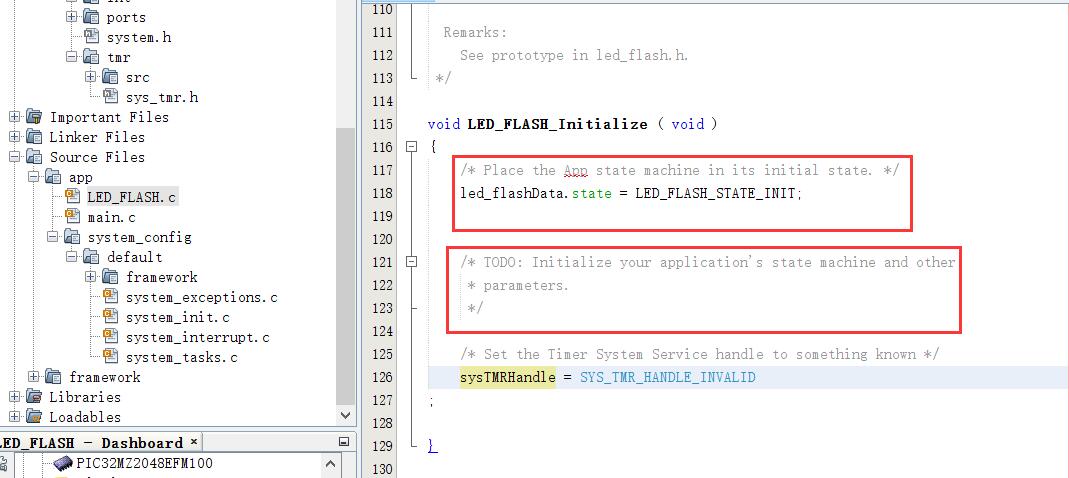 int
ports
system.h
tmr
src
sys_tmr.h
Important Files
Linker Files
Source Files
app
LED_FLASH.c
main.c
system_config
default
framework
system_exceptions.c
system_init.c
system_interrupt.c
system_tasks.c
framework
Libraries
Loadables
LED_FLASH - Dashboard ×
PIC32MZ2048EFM100
110
111 Remarks:
112 See prototype in led_flash.h.
113 */
114
115 void LED_FLASH_Initialize ( void )
116 {
117 /* Place the App state machine in its initial state. */
118 led_flashData.state = LED_FLASH_STATE_INIT;
119
120
121 /* TODO: Initialize your application's state machine and other
122 * parameters.
123 */
124
125 /* Set the Timer System Service handle to something known */
126 sysTMRHandle = SYS_TMR_HANDLE_INVALID
127 ;
128
129 }
130